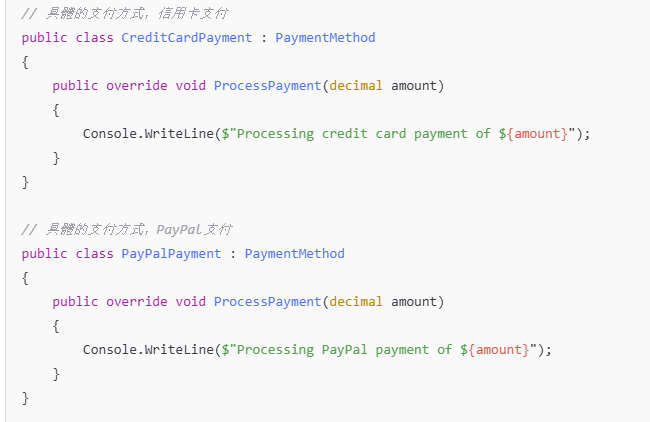 // 具體的支付方式，信用卡支付
public class CreditCardPayment : PaymentMethod
{
    public override void ProcessPayment(decimal amount)
    {
        Console.WriteLine($"Processing credit card payment of ${amount}");
    }
}

// 具體的支付方式，PayPal支付
public class PayPalPayment : PaymentMethod
{
    public override void ProcessPayment(decimal amount)
    {
        Console.WriteLine($"Processing PayPal payment of ${amount}");
    }
}